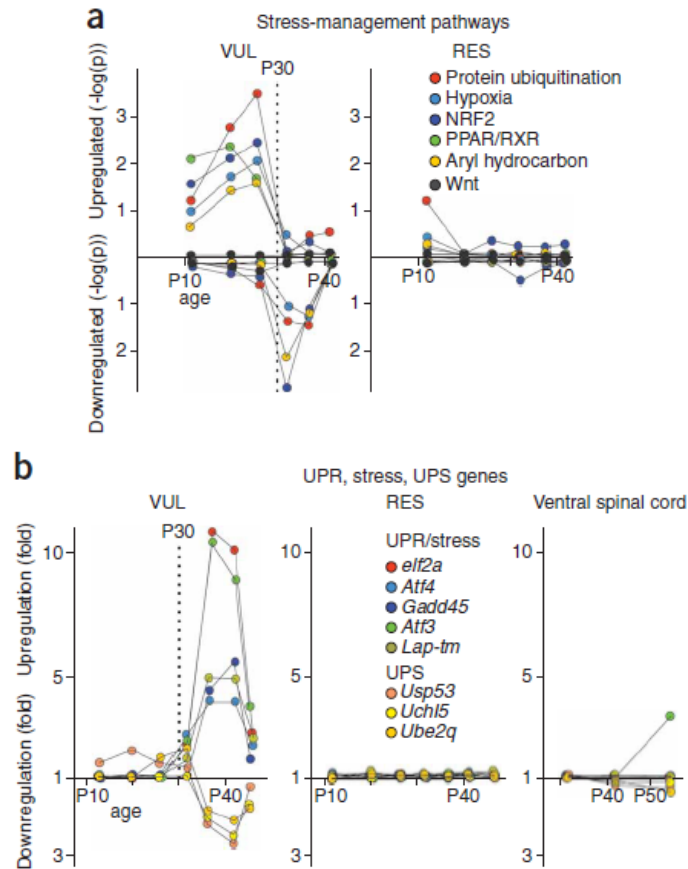 a
Stress-management pathways
VUL
RES
P30
Upregulated (-log(p))
3
2
1
Downregulated (-log(p))
1
2
P10
P40
age
3
2
1
1
2
P10
P40
Protein ubiquitination
Hypoxia
NRF2
PPAR/RXR
Aryl hydrocarbon
Wnt
b
UPR, stress, UPS genes
VUL
RES
Ventral spinal cord
P30
Upregulation (fold)
10
5
1
Downregulation (fold)
3
P10
P40
age
10
5
1
3
P10
P40
UPR/stress
elf2a
Atf4
Gadd45
Atf3
Lap-tm
UPS
Usp53
Uchl5
Ube2q
10
5
1
3
P40
P50